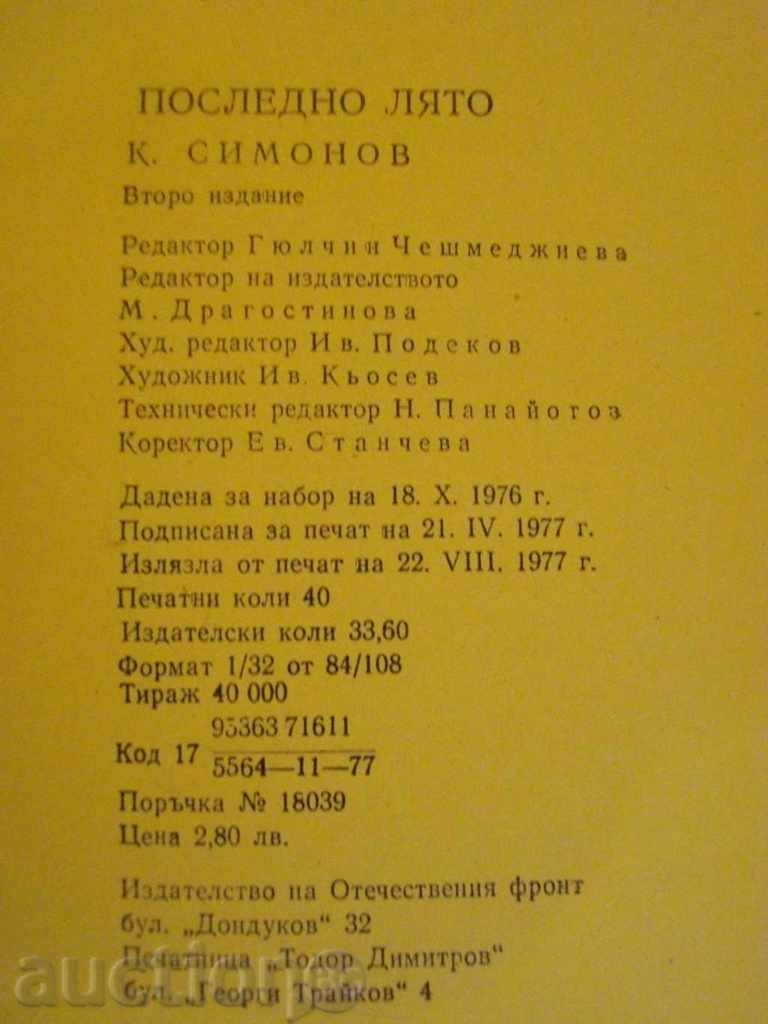 ПОСЛЕДНО ЛЯТО
К. СИМОНОВ
Второ издание
Редактор Гюлчин Чешмеджиева
Редактор на издателството
М. Драгостинова
Худ. редактор Ив. Подеков
Художник Ив. Кьосев
Технически редактор Н. Панайотов
Коректор Ев. Станчева
Дадена за набор на 18. X. 1976 г.
Подписана за печат на 21. IV. 1977 г.
Излязла от печат на 22. VIII. 1977 г.
Печатни коли 40
Издателски коли 33,60
Формат 1/32 от 84/108
Тираж 40 000
95363 71611
Код 17
5564—11—77
Поръчка № 18039
Цена 2,80 лв.
Издателство на Отечествения фронт
бул. „Дондуков" 32
Печатница „Тодор Димитров"
бул. „Георги Трайков" 4